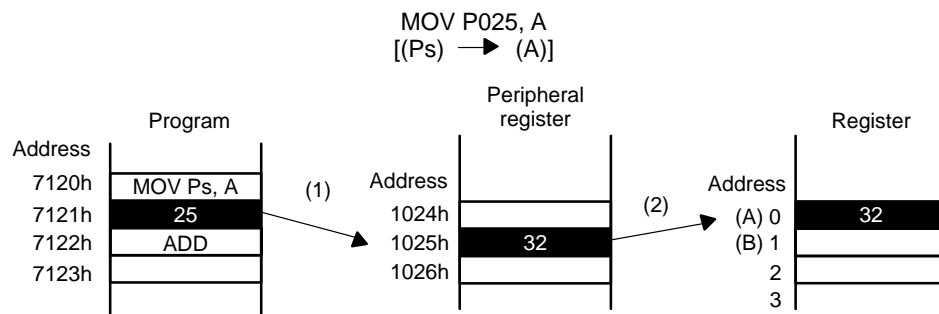 MOV P025, A
[(Ps) → (A)]
Program
Address
7120h MOV Ps, A
7121h 25
7122h ADD
7123h
(1)
Peripheral
register
Address
1024h
1025h 32
1026h
(2)
Register
Address
(A) 0 32
(B) 1
2
3